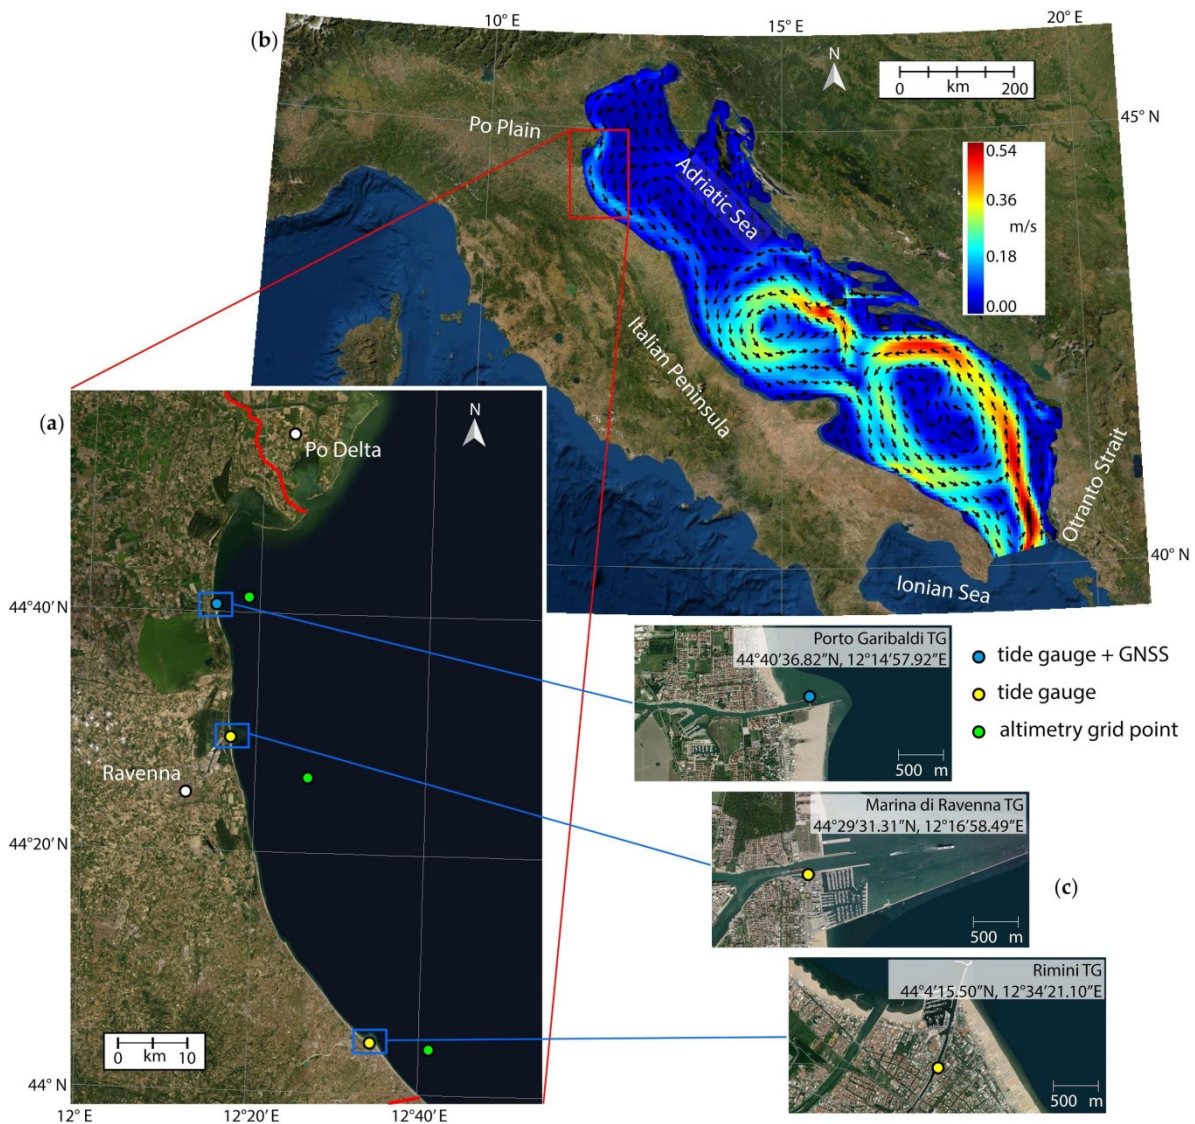 10° E
15° E
20° E
(b)
N
0 km 200
45° N
Po Plain
Adriatic Sea
0.54
0.36
m/s
0.18
0.00
Italian Peninsula
Otranto Strait
40° N
Ionian Sea
(a)
N
Po Delta
44°40′ N
Ravenna
44°20′ N
0 km 10
44° N
12° E
12°20′ E
12°40′ E
Porto Garibaldi TG
44°40′36.82″N, 12°14′57.92″E
500 m
tide gauge + GNSS
tide gauge
altimetry grid point
Marina di Ravenna TG
44°29′31.31″N, 12°16′58.49″E
500 m
(c)
Rimini TG
44°4′15.50″N, 12°34′21.10″E
500 m